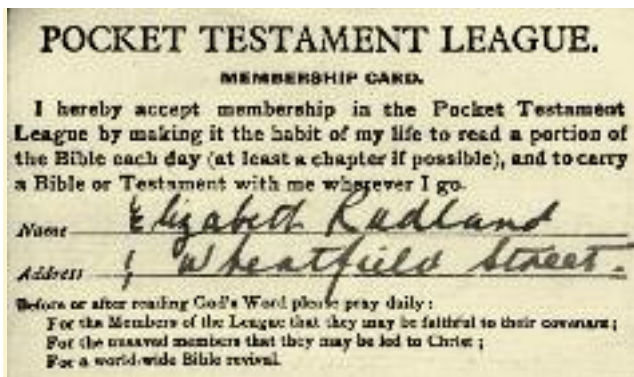 POCKET TESTAMENT LEAGUE.
MEMBERSHIP CARD.
I hereby accept membership in the Pocket Testament
League by making it the habit of my life to read a portion
of the Bible each day (at least a chapter if possible), and to carry
a Bible or Testament with me wherever I go.
Name Elizabeth Rudland
Address 1 Wheatfield Street.
Before or after reading God's Word please pray daily :
For the Members of the League that they may be faithful to their covenant ;
For the unsaved members that they may be led to Christ ;
For a world-wide Bible revival.